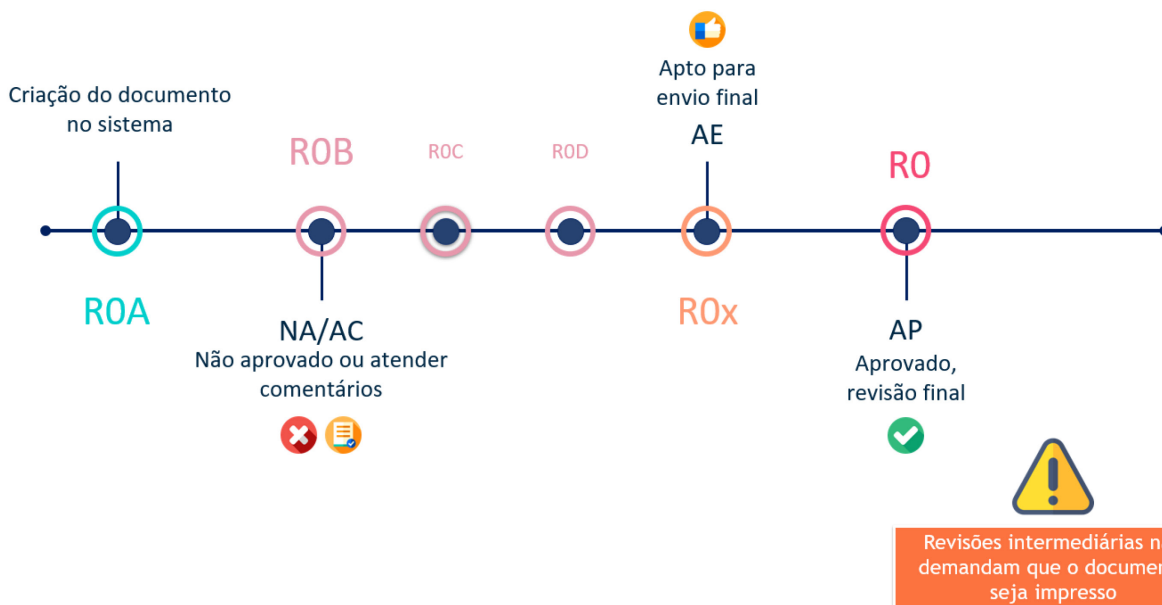 Criação do documento
no sistema
R0A
R0B
NA/AC
Não aprovado ou atender
comentários
R0C
R0D
Apto para
envio final
AE
R0x
R0
AP
Aprovado,
revisão final
Revisões intermediárias
demandam que o
seja impresso